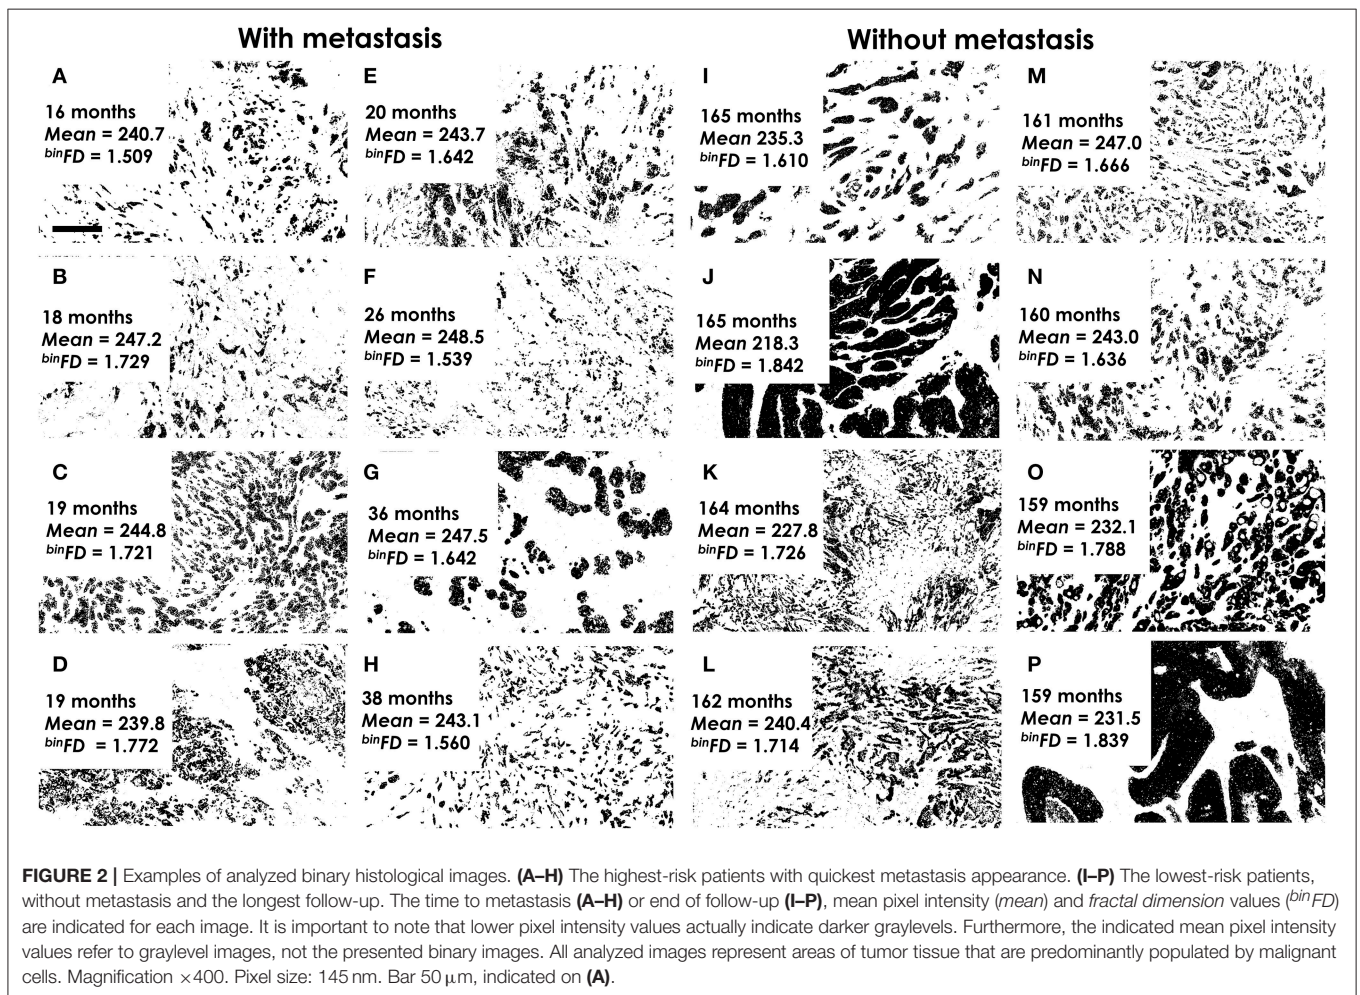 With metastasis
Without metastasis
A
16 months
Mean = 240.7
binFD = 1.509
E
20 months
Mean = 243.7
binFD = 1.642
I
165 months
Mean 235.3
binFD = 1.610
M
161 months
Mean = 247.0
binFD = 1.666
B
18 months
Mean = 247.2
binFD = 1.729
F
26 months
Mean = 248.5
binFD = 1.539
J
165 months
Mean 218.3
binFD = 1.842
N
160 months
Mean = 243.0
binFD = 1.636
C
19 months
Mean = 244.8
binFD = 1.721
G
36 months
Mean = 247.5
binFD = 1.642
K
164 months
Mean = 227.8
binFD = 1.726
O
159 months
Mean = 232.1
binFD = 1.788
D
19 months
Mean = 239.8
binFD = 1.772
H
38 months
Mean = 243.1
binFD = 1.560
L
162 months
Mean = 240.4
binFD = 1.714
P
159 months
Mean = 231.5
binFD = 1.839
FIGURE 2 | Examples of analyzed binary histological images. (A–H) The highest-risk patients with quickest metastasis appearance. (I–P) The lowest-risk patients,
without metastasis and the longest follow-up. The time to metastasis (A–H) or end of follow-up (I–P), mean pixel intensity (mean) and fractal dimension values (binFD)
are indicated for each image. It is important to note that lower pixel intensity values actually indicate darker graylevels. Furthermore, the indicated mean pixel intensity
values refer to graylevel images, not the presented binary images. All analyzed images represent areas of tumor tissue that are predominantly populated by malignant
cells. Magnification ×400. Pixel size: 145 nm. Bar 50 μm, indicated on (A).